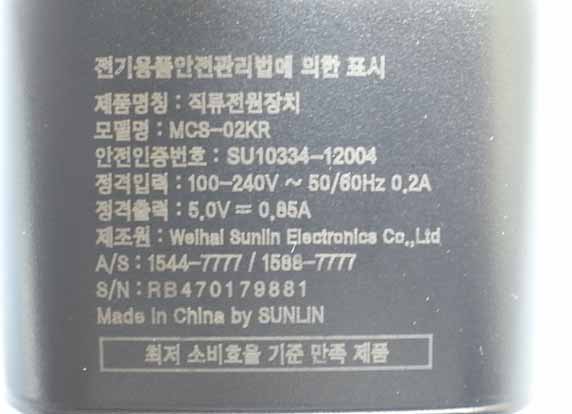 전기용품안전관리법에 의한 표시
제품명칭 : 직류전원장치
모델명 : MCS-02KR
안전인증번호 : SU10334-12004
정격입력 : 100-240V ~ 50/60Hz 0.2A
정격출력 : 5.0V ⎓ 0.85A
제조원 : Weihai Sunlin Electronics Co.,Ltd
A/S : 1544-7777 / 1588-7777
S/N : RB470179881
Made in China by SUNLIN
최저 소비효율 기준 만족 제품